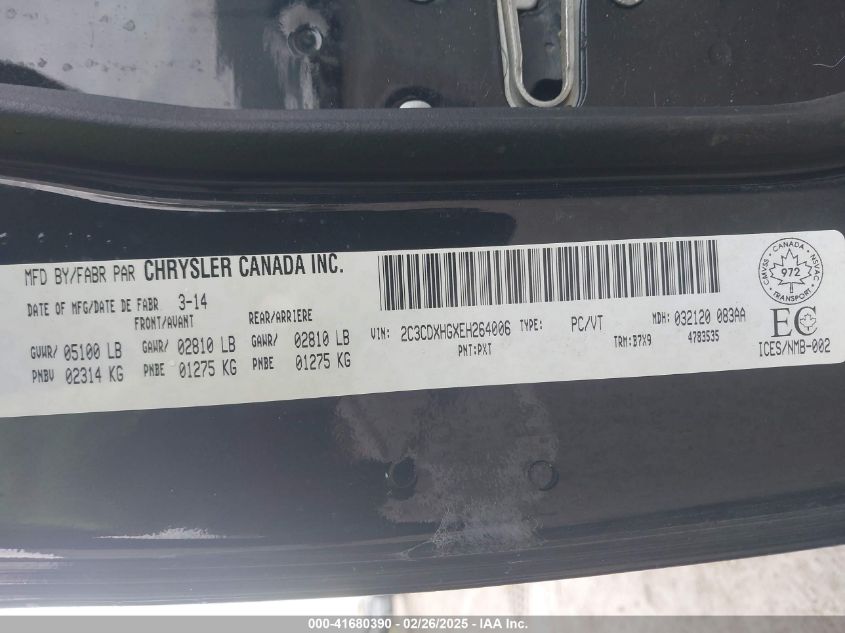 MFD BY/FABR PAR CHRYSLER CANADA INC.
DATE OF MFG/DATE DE FABR 3-14
FRONT/AVANT REAR/ARRIERE
GVWR/ 05100 LB GAWR/ 02810 LB GAWR/ 02810 LB
PNBV 02314 KG PNBE 01275 KG PNBE 01275 KG
VIN: 2C3CDXHGXEH264006 TYPE: PC/VT MDH: 032120 083AA
PNT:PXT TRM:B7X9 4783535
CANADA
CMVSS 972 NSVAC
TRANSPORT
EC
ICES/NMB-002
000-41680390 - 02/26/2025 - IAA Inc.